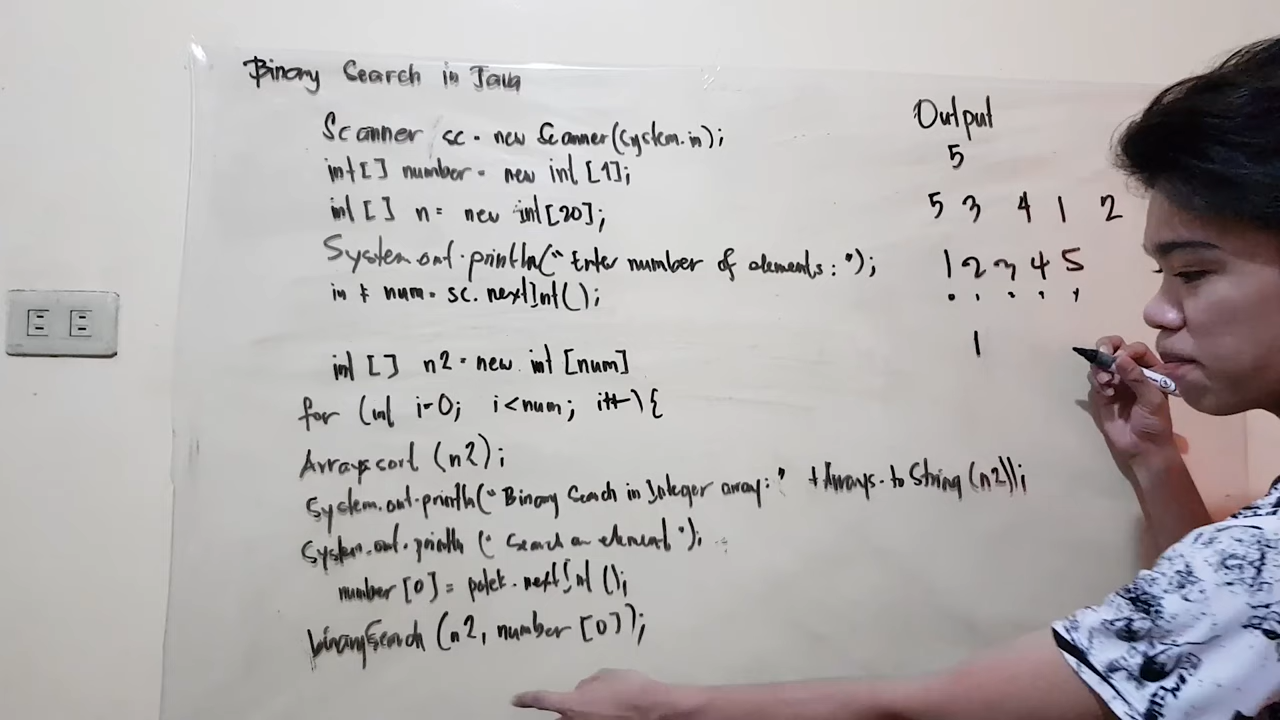 Binary Search in Java
Scanner sc = new Scanner(System.in);
int[] number = new int [1];
int [] n = new int[20];
System.out.println("Enter number of elements: ");
int num = sc.nextInt();
int [] n2 = new int [num]
for (int i=0; i<num; i++) {
Arrays.sort (n2);
System.out.println("Binary Search in Integer array: " + Arrays.toString (n2));
System.out.println (" Search an element ");
number [0] = nextInt ();
binarySearch (n2, number [0]);
Output
5
5 3 4 1 2
1 2 3 4 5
1